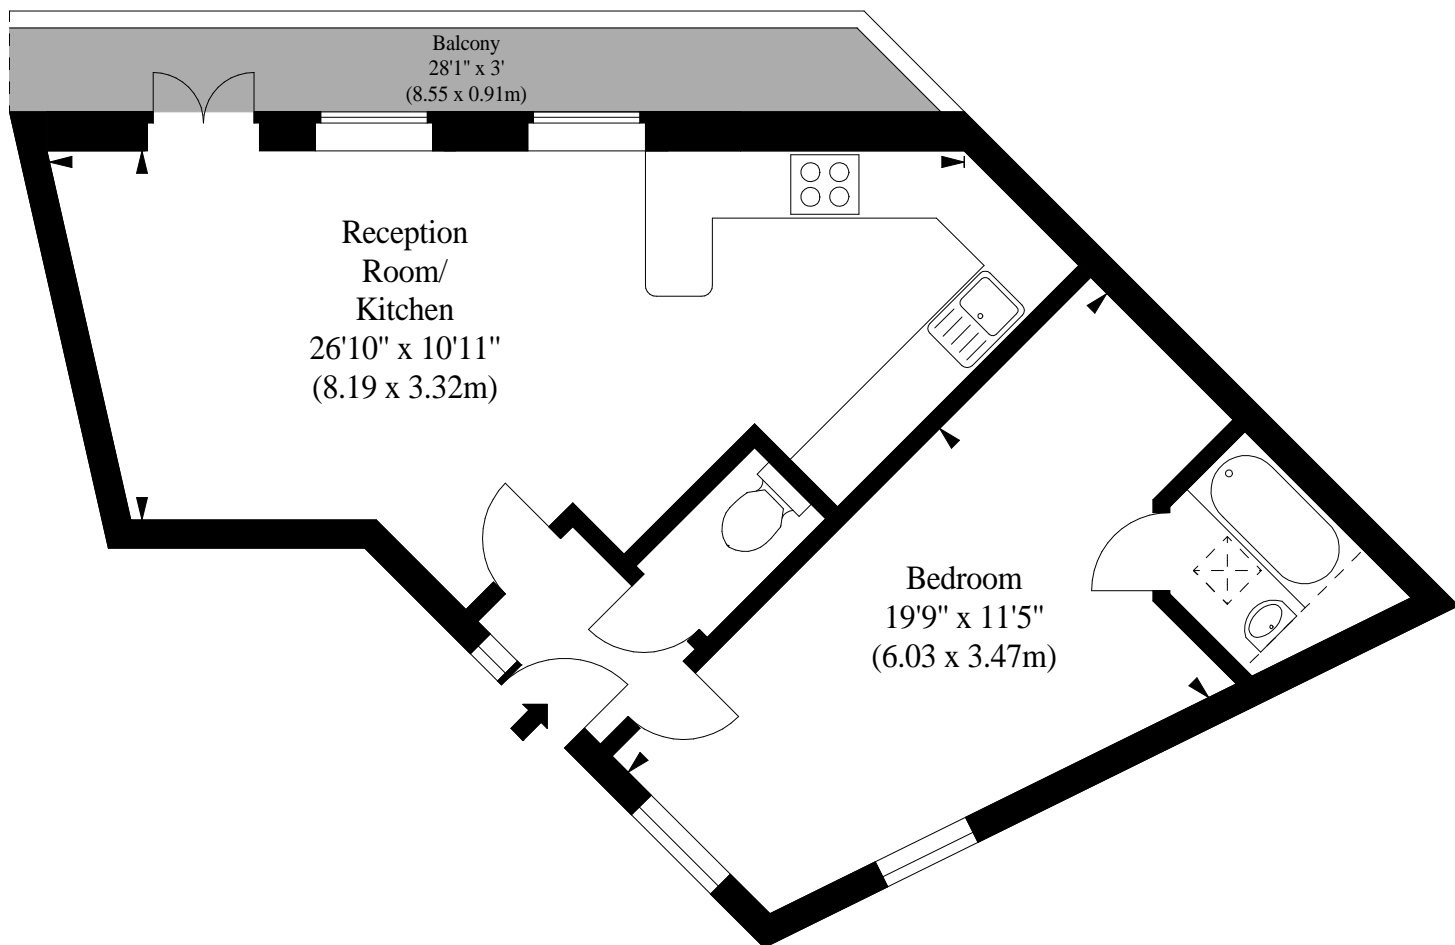 Balcony
28'1" x 3'
(8.55 x 0.91m)
Reception
Room/
Kitchen
26'10" x 10'11"
(8.19 x 3.32m)
Bedroom
19'9" x 11'5"
(6.03 x 3.47m)